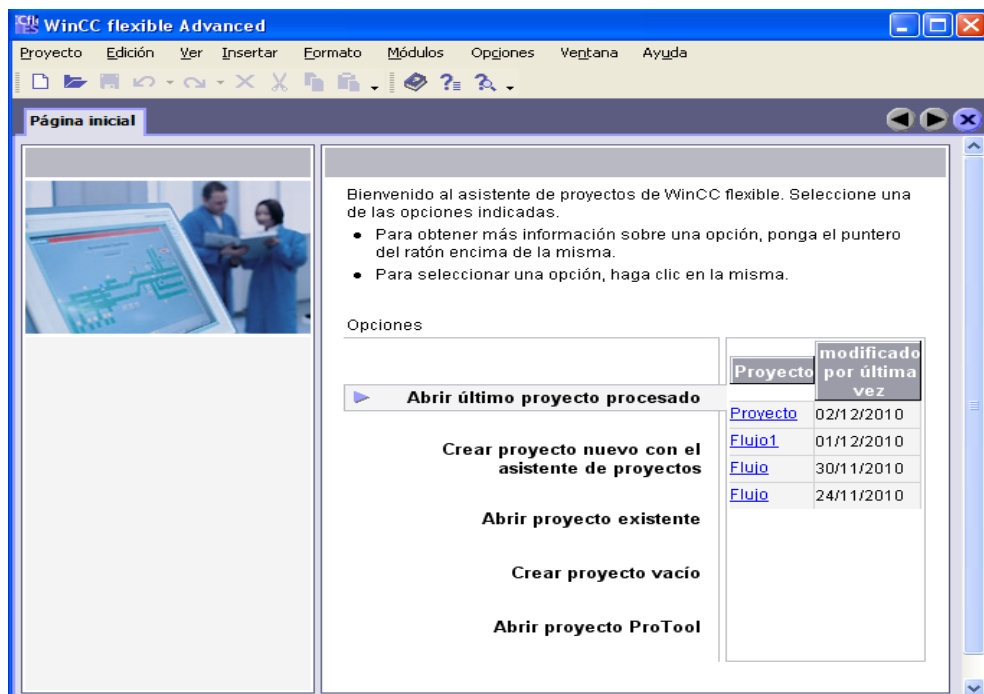 WinCC flexible Advanced
Proyecto Edición Ver Insertar Formato Módulos Opciones Ventana Ayuda
Página inicial
Bienvenido al asistente de proyectos de WinCC flexible. Seleccione una
de las opciones indicadas.
• Para obtener más información sobre una opción, ponga el puntero
del ratón encima de la misma.
• Para seleccionar una opción, haga clic en la misma.
Opciones
Abrir último proyecto procesado
Crear proyecto nuevo con el
asistente de proyectos
Abrir proyecto existente
Crear proyecto vacío
Abrir proyecto ProTool
Proyecto modificado
por última
vez
Proyecto 02/12/2010
Flujo1 01/12/2010
Flujo 30/11/2010
Flujo 24/11/2010